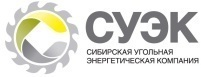 СУЭК
СИБИРСКАЯ УГОЛЬНАЯ
ЭНЕРГЕТИЧЕСКАЯ КОМПАНИЯ